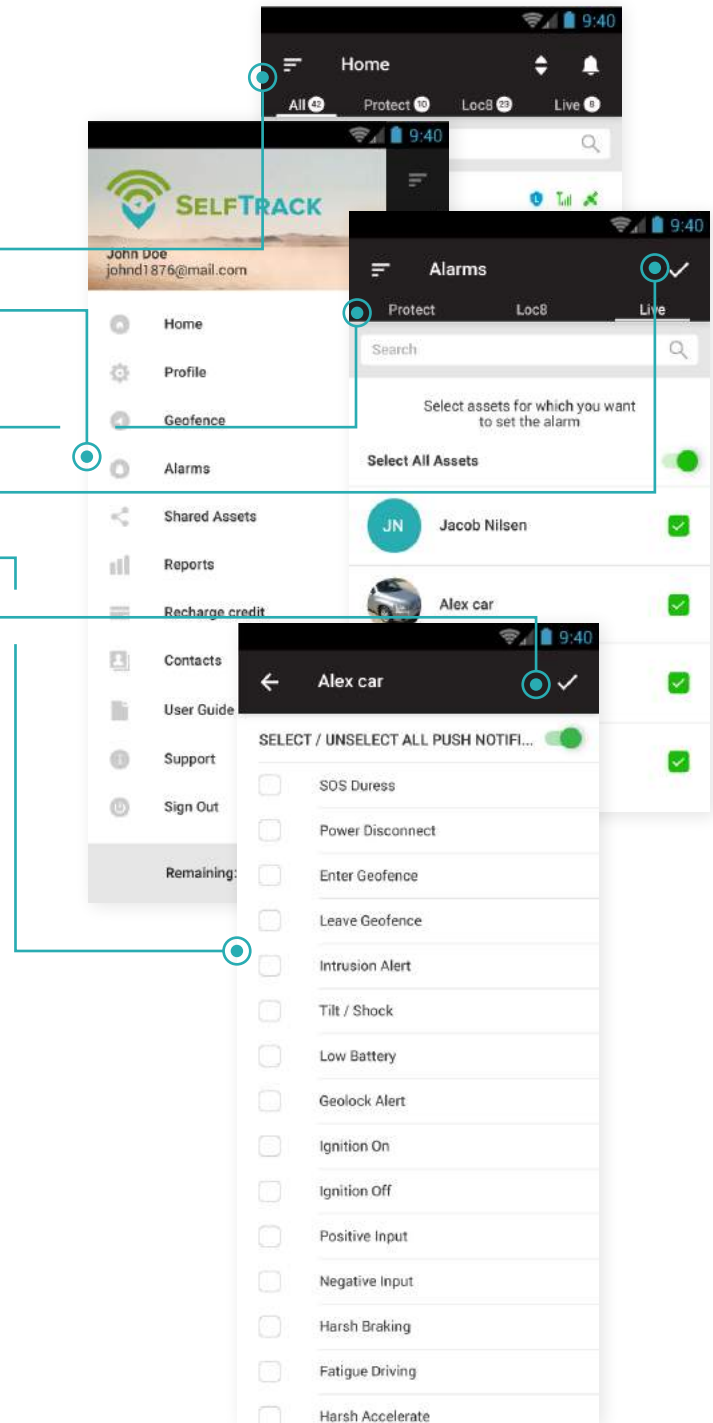 9:40
Home
All 42 Protect 10 Loc8 23 Live 8
9:40
SELFTRACK
John Doe
johnd1876@mail.com
Home
Profile
Geofence
Alarms
Shared Assets
Reports
Recharge credit
Contacts
User Guide
Support
Sign Out
Remaining:
9:40
Alarms
Protect Loc8 Live
Search
Select assets for which you want
to set the alarm
Select All Assets
JN Jacob Nilsen
Alex car
9:40
Alex car
SELECT / UNSELECT ALL PUSH NOTIFI...
SOS Duress
Power Disconnect
Enter Geofence
Leave Geofence
Intrusion Alert
Tilt / Shock
Low Battery
Geolock Alert
Ignition On
Ignition Off
Positive Input
Negative Input
Harsh Braking
Fatigue Driving
Harsh Accelerate